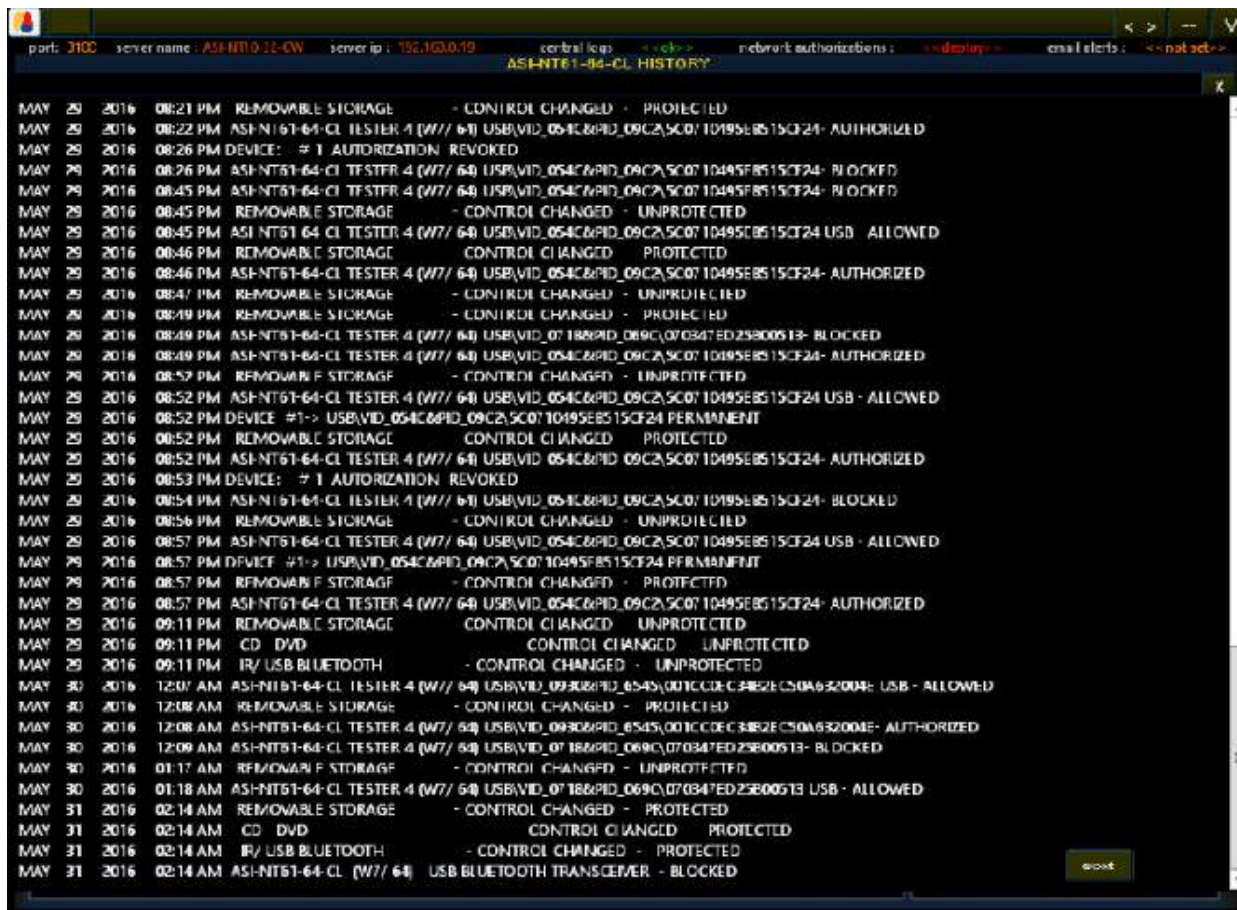 port: 3100 server name : ASI-NT10-32-CW server ip : 192.163.0.19 central logs <<ok>> network authorizations : <<deploy>> email alerts : <<not set>>
ASI-NT61-64-CL HISTORY
x
MAY 29 2016 08:21 PM REMOVABLE STORAGE - CONTROL CHANGED - PROTECTED
MAY 29 2016 08:22 PM ASI-NT61-64-CL TESTER 4 (W7/ 64) USB\VID_054C&PID_09C2\5C0710495EB515CF24- AUTHORIZED
MAY 29 2016 08:26 PM DEVICE: # 1 AUTORIZATION REVOKED
MAY 29 2016 08:26 PM ASI-NT61-64-CL TESTER 4 (W7/ 64) USB\VID_054C&PID_09C2\5C0710495EB515CF24- BLOCKED
MAY 29 2016 08:45 PM ASI-NT61-64-CL TESTER 4 (W7/ 64) USB\VID_054C&PID_09C2\5C0710495EB515CF24- BLOCKED
MAY 29 2016 08:45 PM REMOVABLE STORAGE - CONTROL CHANGED - UNPROTECTED
MAY 29 2016 08:45 PM ASI-NT61-64-CL TESTER 4 (W7/ 64) USB\VID_054C&PID_09C2\5C0710495EB515CF24 USB - ALLOWED
MAY 29 2016 08:46 PM REMOVABLE STORAGE - CONTROL CHANGED - PROTECTED
MAY 29 2016 08:46 PM ASI-NT61-64-CL TESTER 4 (W7/ 64) USB\VID_054C&PID_09C2\5C0710495EB515CF24- AUTHORIZED
MAY 29 2016 08:47 PM REMOVABLE STORAGE - CONTROL CHANGED - UNPROTECTED
MAY 29 2016 08:49 PM REMOVABLE STORAGE - CONTROL CHANGED - PROTECTED
MAY 29 2016 08:49 PM ASI-NT61-64-CL TESTER 4 (W7/ 64) USB\VID_0718&PID_069C\070347ED25B00513- BLOCKED
MAY 29 2016 08:49 PM ASI-NT61-64-CL TESTER 4 (W7/ 64) USB\VID_054C&PID_09C2\5C0710495EB515CF24- AUTHORIZED
MAY 29 2016 08:52 PM REMOVABLE STORAGE - CONTROL CHANGED - UNPROTECTED
MAY 29 2016 08:52 PM ASI-NT61-64-CL TESTER 4 (W7/ 64) USB\VID_054C&PID_09C2\5C0710495EB515CF24 USB - ALLOWED
MAY 29 2016 08:52 PM DEVICE #1-> USB\VID_054C&PID_09C2\5C0710495EB515CF24 PERMANENT
MAY 29 2016 08:52 PM REMOVABLE STORAGE - CONTROL CHANGED - PROTECTED
MAY 29 2016 08:52 PM ASI-NT61-64-CL TESTER 4 (W7/ 64) USB\VID_054C&PID_09C2\5C0710495EB515CF24- AUTHORIZED
MAY 29 2016 08:53 PM DEVICE: # 1 AUTORIZATION REVOKED
MAY 29 2016 08:54 PM ASI-NT61-64-CL TESTER 4 (W7/ 64) USB\VID_054C&PID_09C2\5C0710495EB515CF24- BLOCKED
MAY 29 2016 08:56 PM REMOVABLE STORAGE - CONTROL CHANGED - UNPROTECTED
MAY 29 2016 08:57 PM ASI-NT61-64-CL TESTER 4 (W7/ 64) USB\VID_054C&PID_09C2\5C0710495EB515CF24 USB - ALLOWED
MAY 29 2016 08:57 PM DEVICE #1-> USB\VID_054C&PID_09C2\5C0710495EB515CF24 PERMANENT
MAY 29 2016 08:57 PM REMOVABLE STORAGE - CONTROL CHANGED - PROTECTED
MAY 29 2016 08:57 PM ASI-NT61-64-CL TESTER 4 (W7/ 64) USB\VID_054C&PID_09C2\5C0710495EB515CF24- AUTHORIZED
MAY 29 2016 09:11 PM REMOVABLE STORAGE CONTROL CHANGED UNPROTECTED
MAY 29 2016 09:11 PM CD DVD CONTROL CHANGED UNPROTECTED
MAY 29 2016 09:11 PM IR/ USB BLUETOOTH - CONTROL CHANGED - UNPROTECTED
MAY 30 2016 12:07 AM ASI-NT61-64-CL TESTER 4 (W7/ 64) USB\VID_0930&PID_6545\001CC0EC34B2EC50A632004E USB - ALLOWED
MAY 30 2016 12:08 AM REMOVABLE STORAGE - CONTROL CHANGED - PROTECTED
MAY 30 2016 12:08 AM ASI-NT61-64-CL TESTER 4 (W7/ 64) USB\VID_0930&PID_6545\001CC0EC34B2EC50A632004E- AUTHORIZED
MAY 30 2016 12:09 AM ASI-NT61-64-CL TESTER 4 (W7/ 64) USB\VID_0718&PID_069C\070347ED25B00513- BLOCKED
MAY 30 2016 01:17 AM REMOVABLE STORAGE - CONTROL CHANGED - UNPROTECTED
MAY 30 2016 01:18 AM ASI-NT61-64-CL TESTER 4 (W7/ 64) USB\VID_0718&PID_069C\070347ED25B00513 USB - ALLOWED
MAY 31 2016 02:14 AM REMOVABLE STORAGE - CONTROL CHANGED - PROTECTED
MAY 31 2016 02:14 AM CD DVD CONTROL CHANGED PROTECTED
MAY 31 2016 02:14 AM IR/ USB BLUETOOTH - CONTROL CHANGED - PROTECTED
MAY 31 2016 02:14 AM ASI-NT61-64-CL (W7/ 64) USB BLUETOOTH TRANSCEIVER - BLOCKED
export